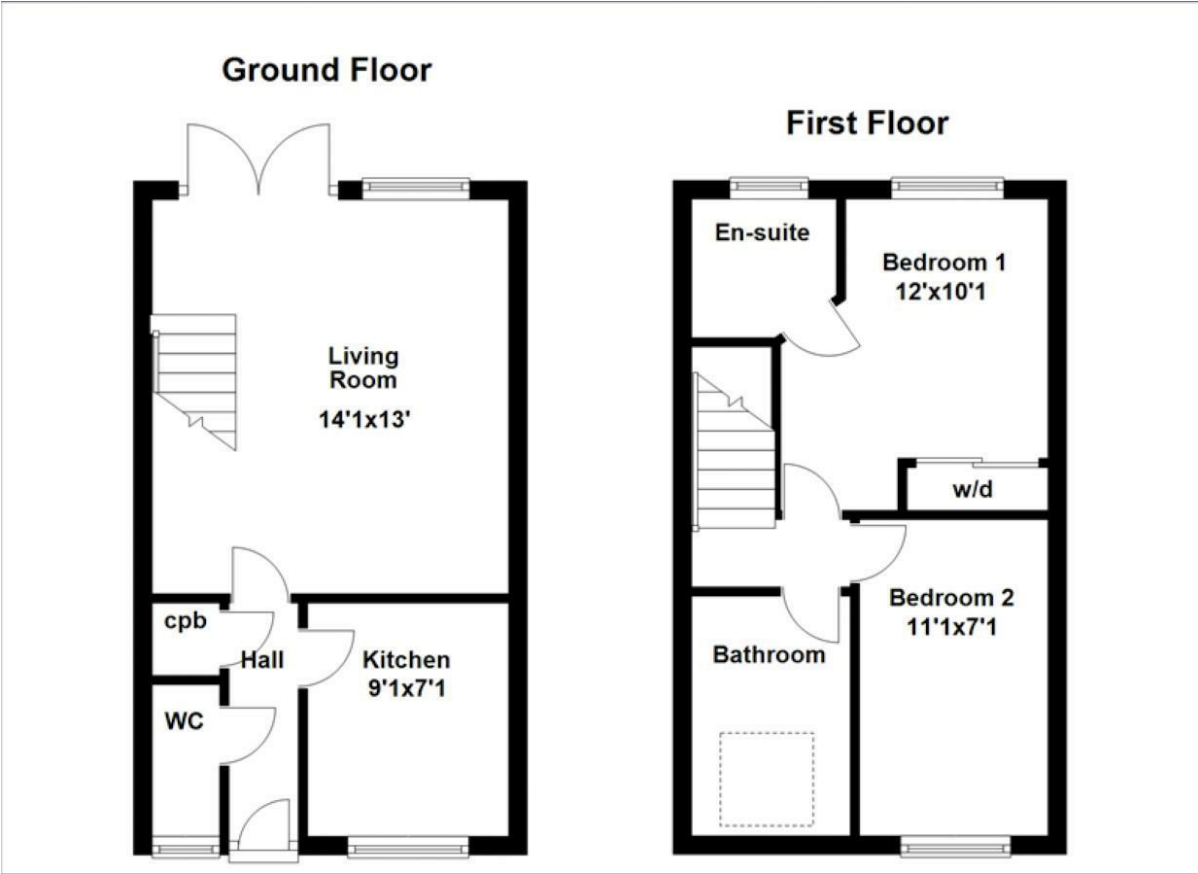 Ground Floor
Living
Room
14'1x13'
cpb
Hall
Kitchen
9'1x7'1
WC
First Floor
En-suite
Bedroom 1
12'x10'1
w/d
Bedroom 2
11'1x7'1
Bathroom